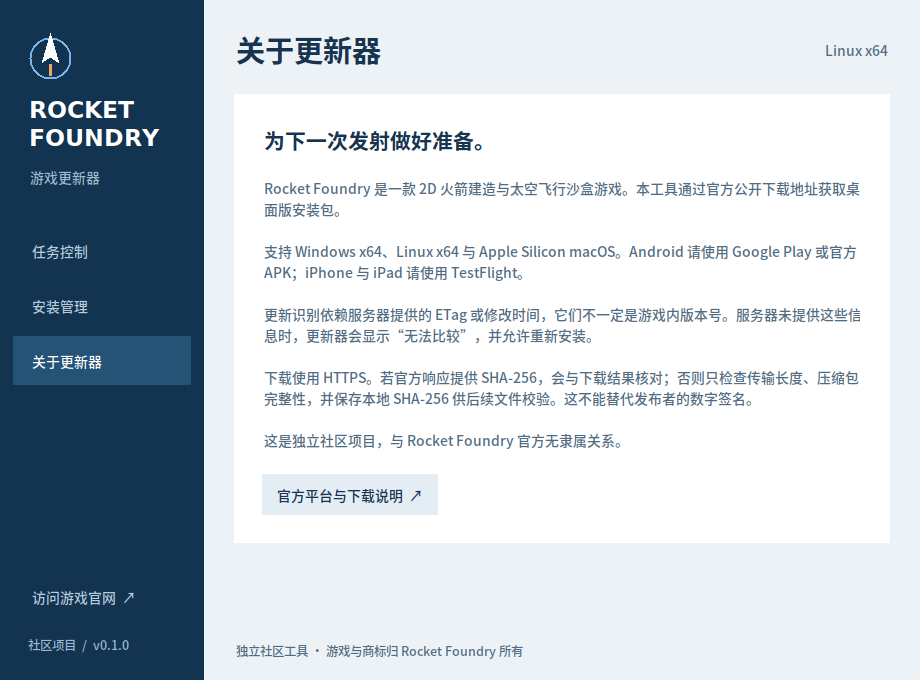 ROCKET
FOUNDRY
游戏更新器
任务控制
安装管理
关于更新器
访问游戏官网 ↗
社区项目 / v0.1.0
关于更新器
Linux x64
为下一次发射做好准备。
Rocket Foundry 是一款 2D 火箭建造与太空飞行沙盒游戏。本工具通过官方公开下载地址获取桌
面版安装包。
支持 Windows x64、Linux x64 与 Apple Silicon macOS。Android 请使用 Google Play 或官方
APK；iPhone 与 iPad 请使用 TestFlight。
更新识别依赖服务器提供的 ETag 或修改时间，它们不一定是游戏内版本号。服务器未提供这些信
息时，更新器会显示“无法比较”，并允许重新安装。
下载使用 HTTPS。若官方响应提供 SHA-256，会与下载结果核对；否则只检查传输长度、压缩包
完整性，并保存本地 SHA-256 供后续文件校验。这不能替代发布者的数字签名。
这是独立社区项目，与 Rocket Foundry 官方无隶属关系。
官方平台与下载说明 ↗
独立社区工具 · 游戏与商标归 Rocket Foundry 所有